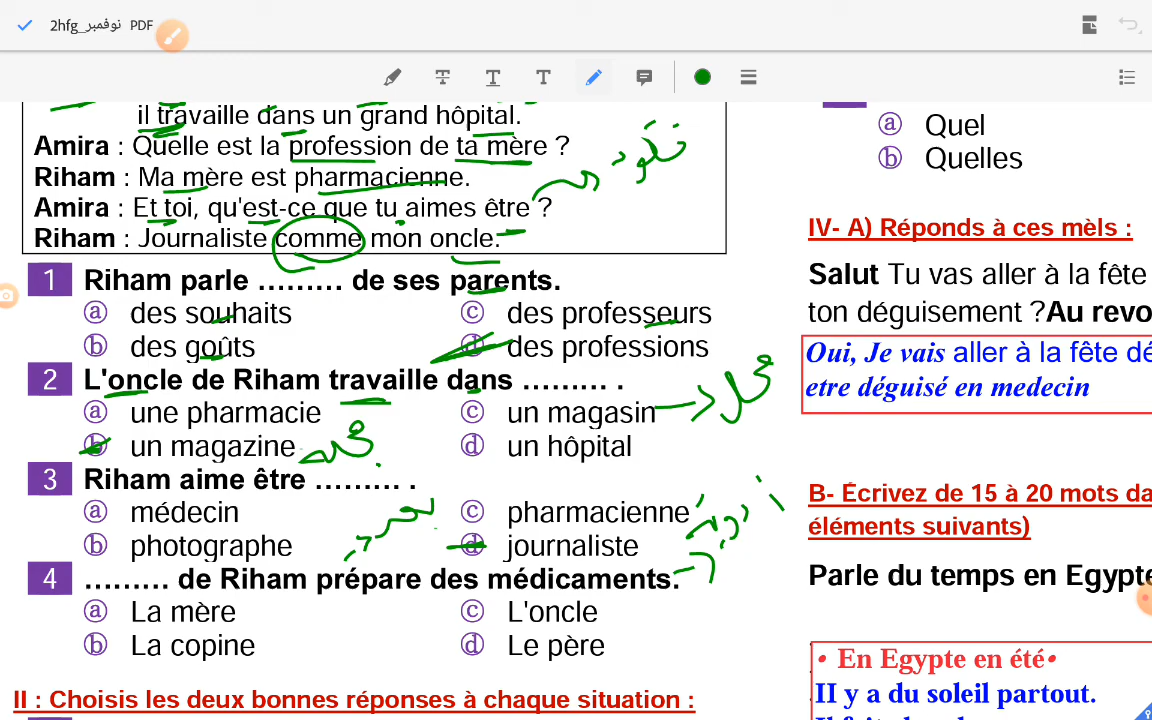 2hfg_نوفمبر PDF
il travaille dans un grand hôpital.
Amira : Quelle est la profession de ta mère ?
Riham : Ma mère est pharmacienne.
Amira : Et toi, qu'est-ce que tu aimes être ?
Riham : Journaliste comme mon oncle.
1 Riham parle ……… de ses parents.
a des souhaits
c des professeurs
b des goûts
d des professions
2 L'oncle de Riham travaille dans ……… .
a une pharmacie
c un magasin محل
b un magazine مجلة
d un hôpital
3 Riham aime être ……… .
a médecin
c pharmacienne
b photographe
d journaliste
4 ……… de Riham prépare des médicaments.
a La mère
c L'oncle
b La copine
d Le père
II : Choisis les deux bonnes réponses à chaque situation :
a Quel
b Quelles
IV- A) Réponds à ces mèls :
Salut Tu vas aller à la fête
ton déguisement ?Au revo
Oui, Je vais aller à la fête dé
etre déguisé en medecin
B- Écrivez de 15 à 20 mots da
éléments suivants)
Parle du temps en Egypte
• En Egypte en été•
II y a du soleil partout.